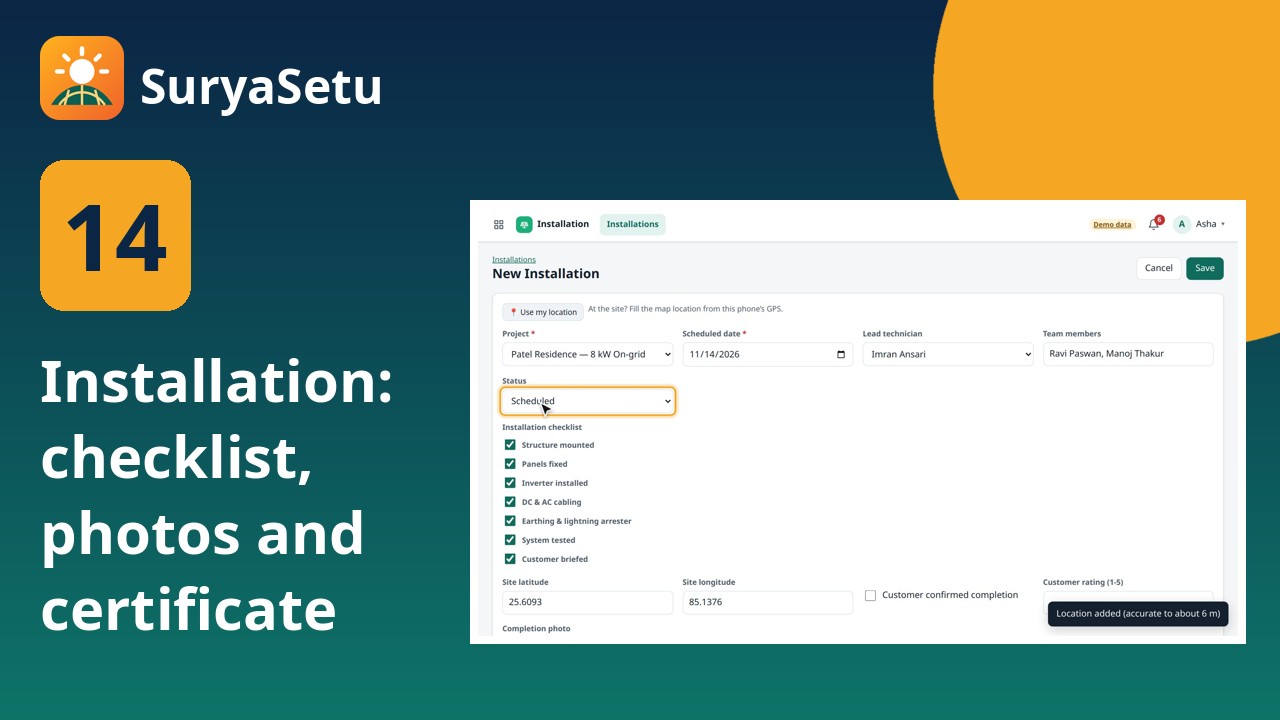 SuryaSetu
14
Installation:
checklist,
photos and
certificate
Installation Installations Demo data 6 A Asha
Installations
New Installation Cancel Save
📍 Use my location At the site? Fill the map location from this phone's GPS.
Project * Scheduled date * Lead technician Team members
Patel Residence — 8 kW On-grid 11/14/2026 Imran Ansari Ravi Paswan, Manoj Thakur
Status
Scheduled
Installation checklist
Structure mounted
Panels fixed
Inverter installed
DC & AC cabling
Earthing & lightning arrester
System tested
Customer briefed
Site latitude Site longitude Customer rating (1-5)
25.6093 85.1376 Customer confirmed completion
Location added (accurate to about 6 m)
Completion photo